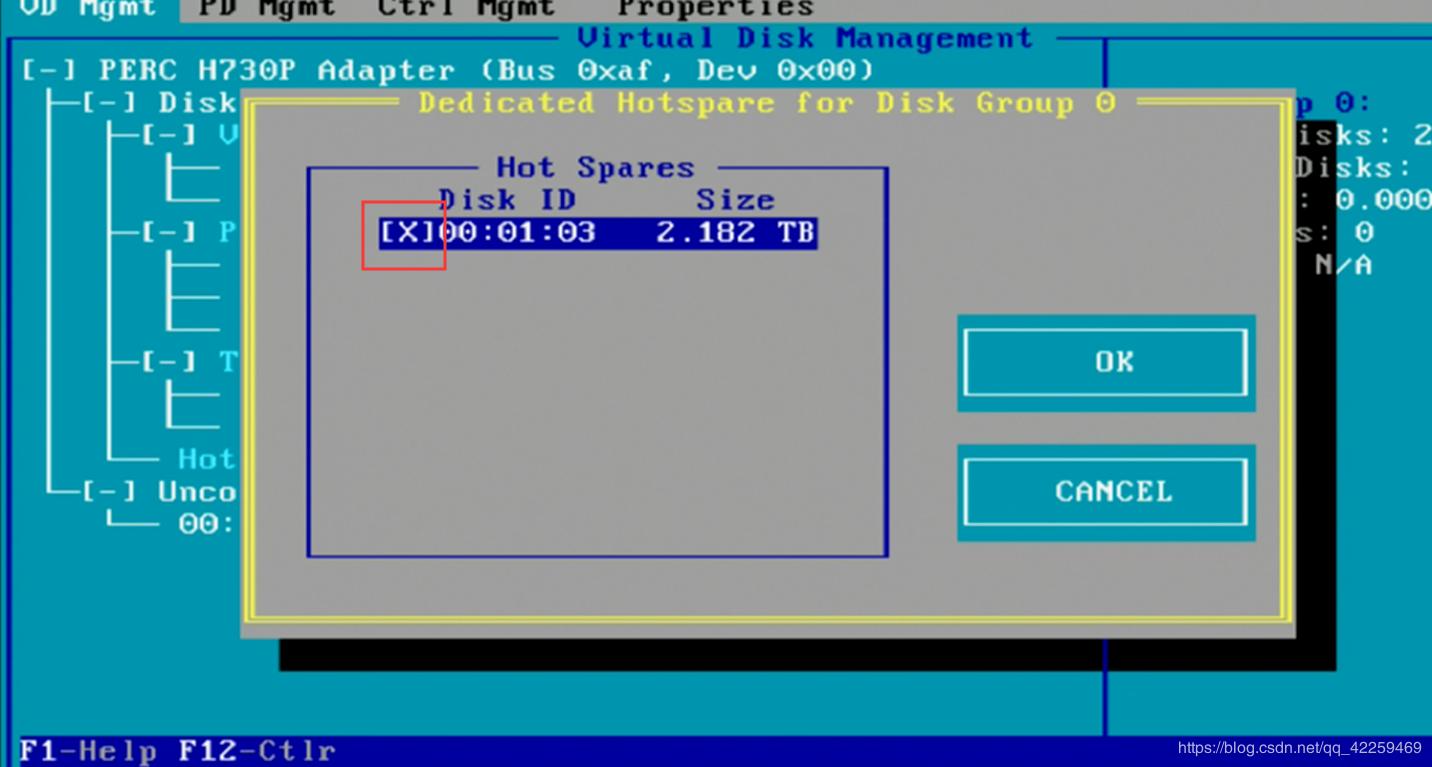 VD Mgmt PD Mgmt Ctrl Mgmt Properties
Virtual Disk Management
[-] PERC H730P Adapter (Bus 0xaf, Dev 0x00)
[-] Disk
Dedicated Hotspare for Disk Group 0
p 0:
[-] V
isks: 2
Hot Spares
Disks:
Disk ID Size
: 0.000
[-] P
[X]00:01:03 2.182 TB
s: 0
N/A
[-] T
OK
Hot
[-] Unco
CANCEL
00:
F1-Help F12-Ctlr
https://blog.csdn.net/qq_42259469